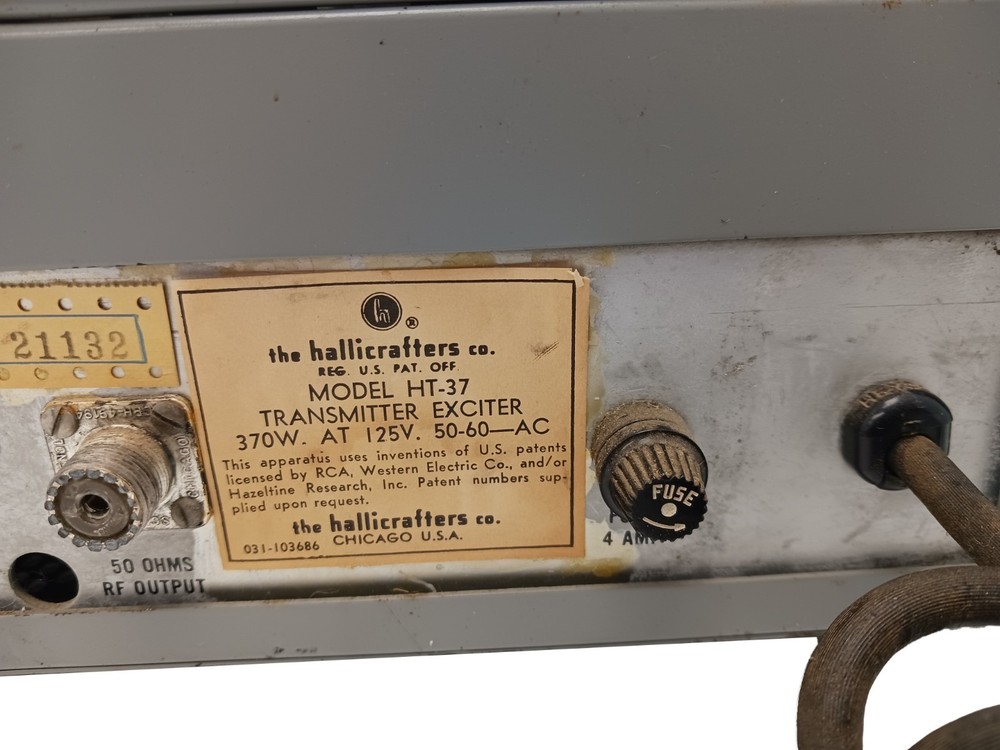 21132
®
the hallicrafters co.
REG. U.S. PAT. OFF.
MODEL HT-37
TRANSMITTER EXCITER
370W. AT 125V. 50-60—AC
This apparatus uses inventions of U.S. patents
licensed by RCA, Western Electric Co., and/or
Hazeltine Research, Inc. Patent numbers sup-
plied upon request.
the hallicrafters co.
031-103686 CHICAGO U.S.A.
50 OHMS
RF OUTPUT
FUSE
4 AM